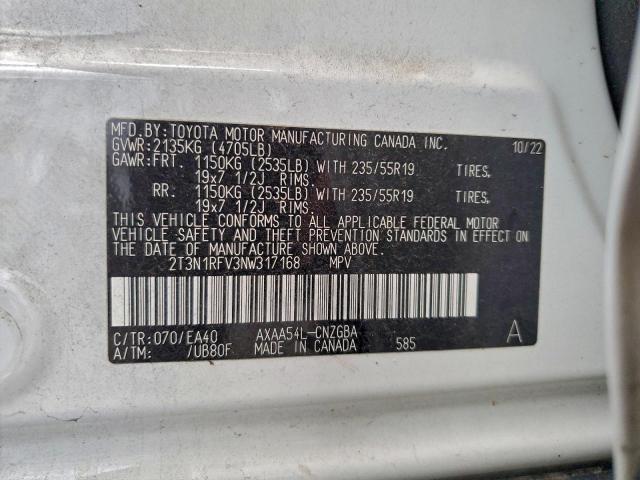 MFD.BY:TOYOTA MOTOR MANUFACTURING CANADA INC. 10/22
GVWR:2135KG (4705LB)
GAWR:FRT. 1150KG (2535LB) WITH 235/55R19 TIRES,
19x7 1/2J RIMS.
RR. 1150KG (2535LB) WITH 235/55R19 TIRES,
19x7 1/2J RIMS.
THIS VEHICLE CONFORMS TO ALL APPLICABLE FEDERAL MOTOR
VEHICLE SAFETY AND THEFT PREVENTION STANDARDS IN EFFECT ON
THE DATE OF MANUFACTURE SHOWN ABOVE.
2T3N1RFV3NW317168 MPV
C/TR:070/EA40 AXAA54L-CNZGBA
A/TM: /UB80F MADE IN CANADA 585 A